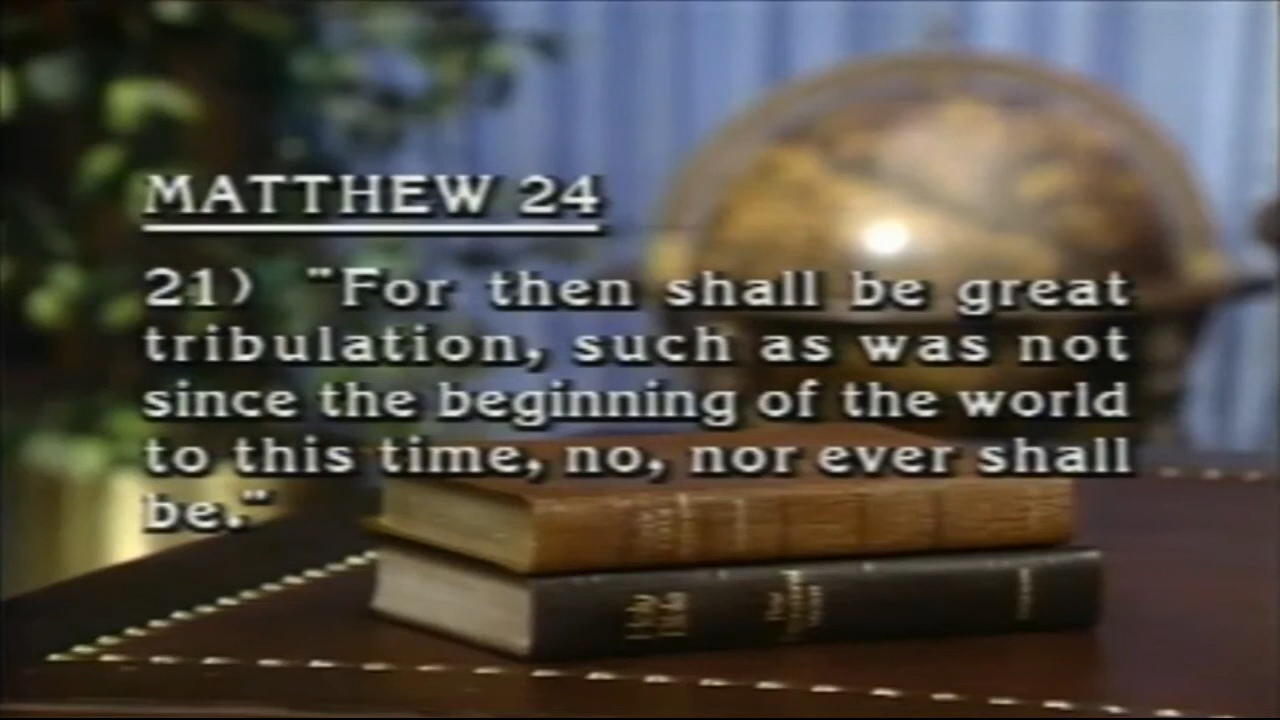 MATTHEW 24
21) "For then shall be great
tribulation, such as was not
since the beginning of the world
to this time, no, nor ever shall
be."
Holy